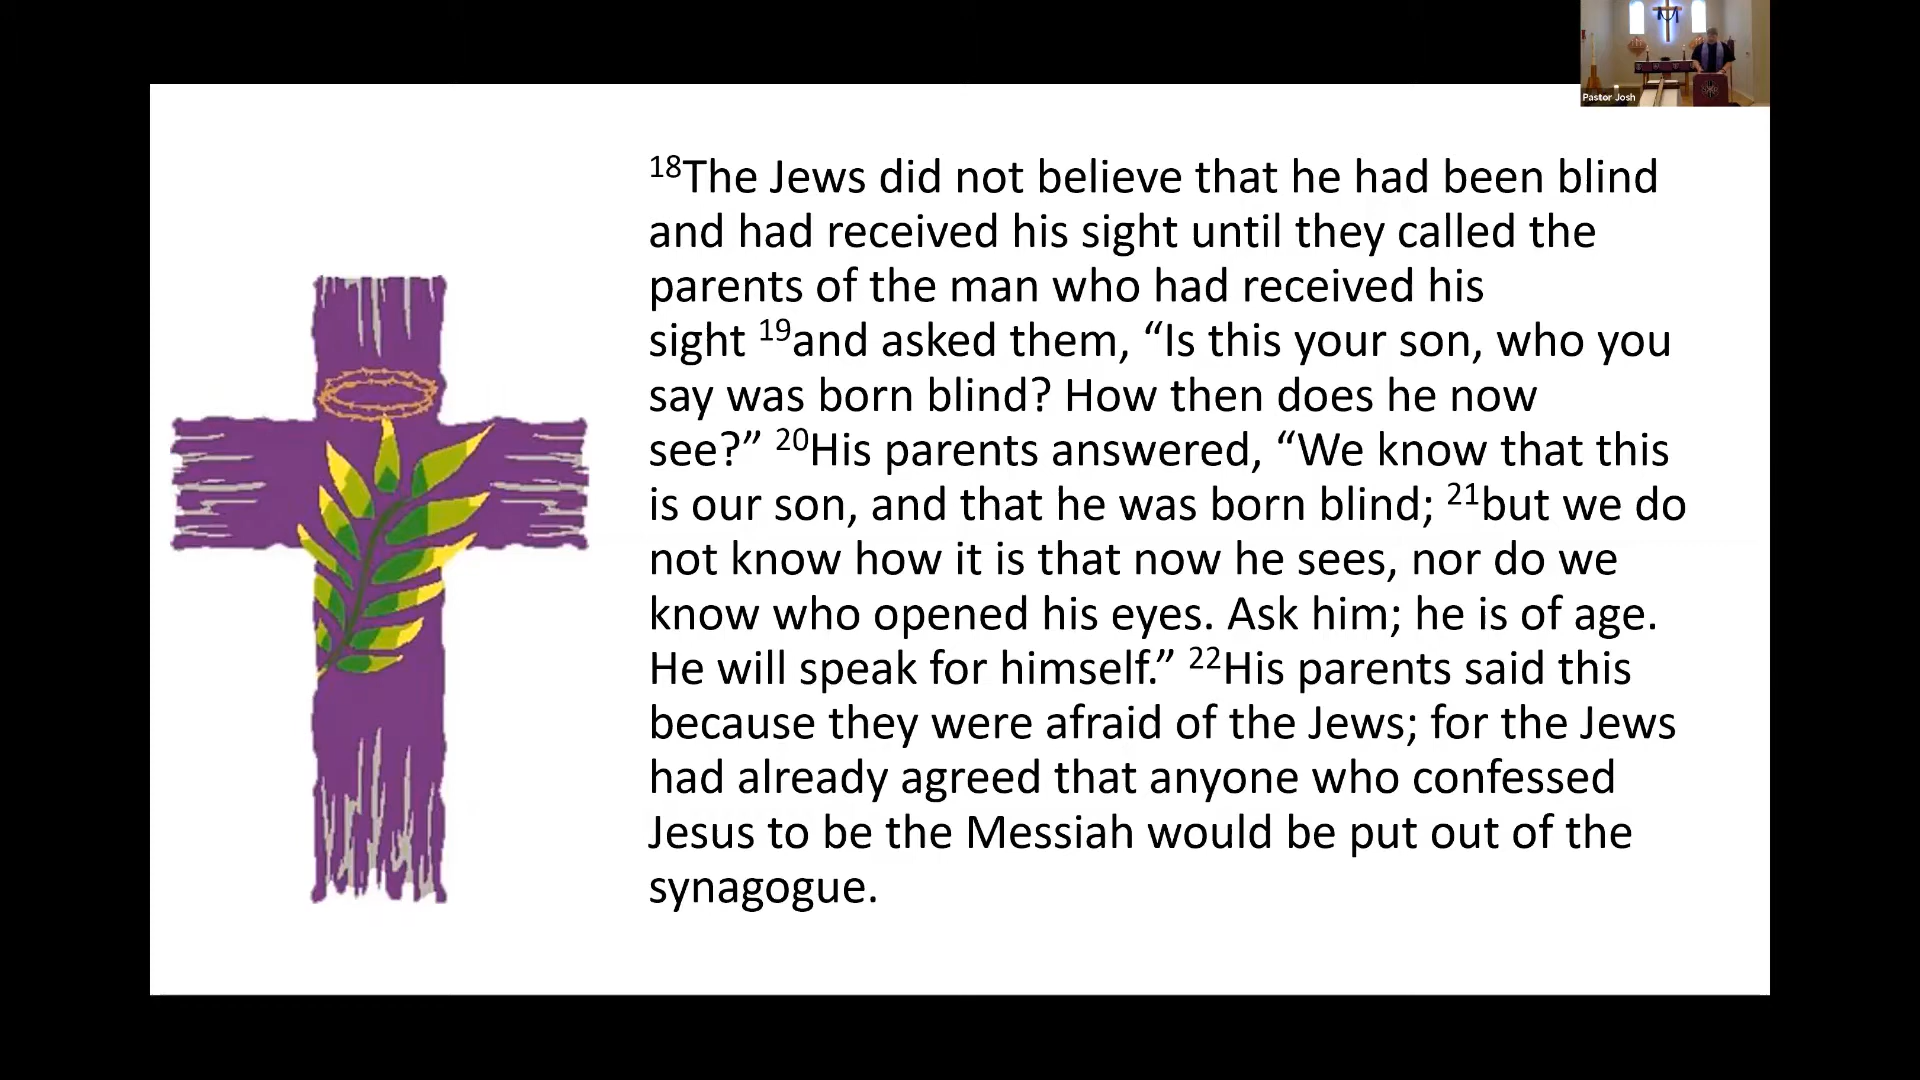 Pastor Josh
18The Jews did not believe that he had been blind
and had received his sight until they called the
parents of the man who had received his
sight 19and asked them, “Is this your son, who you
say was born blind? How then does he now
see?” 20His parents answered, “We know that this
is our son, and that he was born blind; 21but we do
not know how it is that now he sees, nor do we
know who opened his eyes. Ask him; he is of age.
He will speak for himself.” 22His parents said this
because they were afraid of the Jews; for the Jews
had already agreed that anyone who confessed
Jesus to be the Messiah would be put out of the
synagogue.